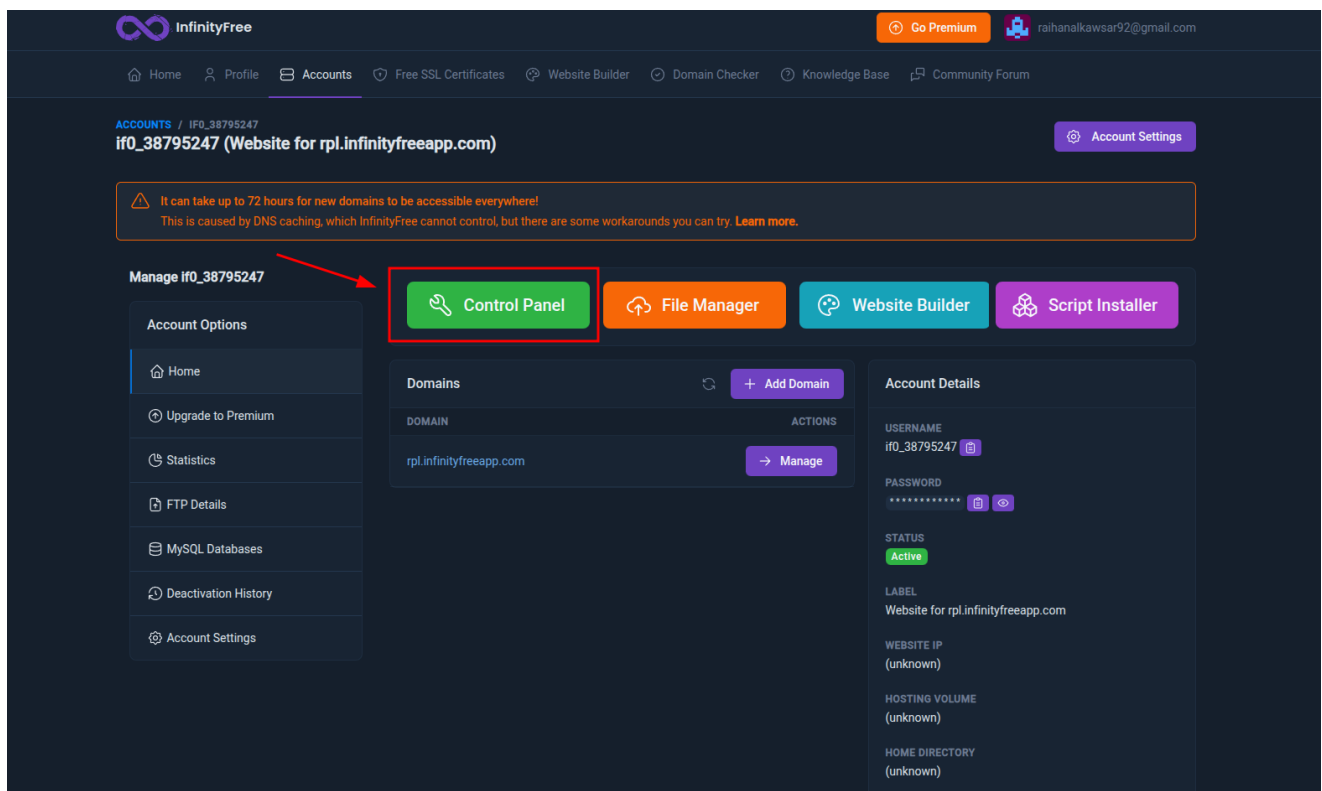 InfinityFree
Go Premium
raihanalkawsar92@gmail.com
Home Profile Accounts Free SSL Certificates Website Builder Domain Checker Knowledge Base Community Forum
ACCOUNTS / IF0_38795247
if0_38795247 (Website for rpl.infinityfreeapp.com)
Account Settings
It can take up to 72 hours for new domains to be accessible everywhere!
This is caused by DNS caching, which InfinityFree cannot control, but there are some workarounds you can try. Learn more.
Manage if0_38795247
Account Options
Home
Upgrade to Premium
Statistics
FTP Details
MySQL Databases
Deactivation History
Account Settings
Control Panel
File Manager
Website Builder
Script Installer
Domains
+ Add Domain
DOMAIN ACTIONS
rpl.infinityfreeapp.com
→ Manage
Account Details
USERNAME
if0_38795247
PASSWORD
************
STATUS
Active
LABEL
Website for rpl.infinityfreeapp.com
WEBSITE IP
(unknown)
HOSTING VOLUME
(unknown)
HOME DIRECTORY
(unknown)